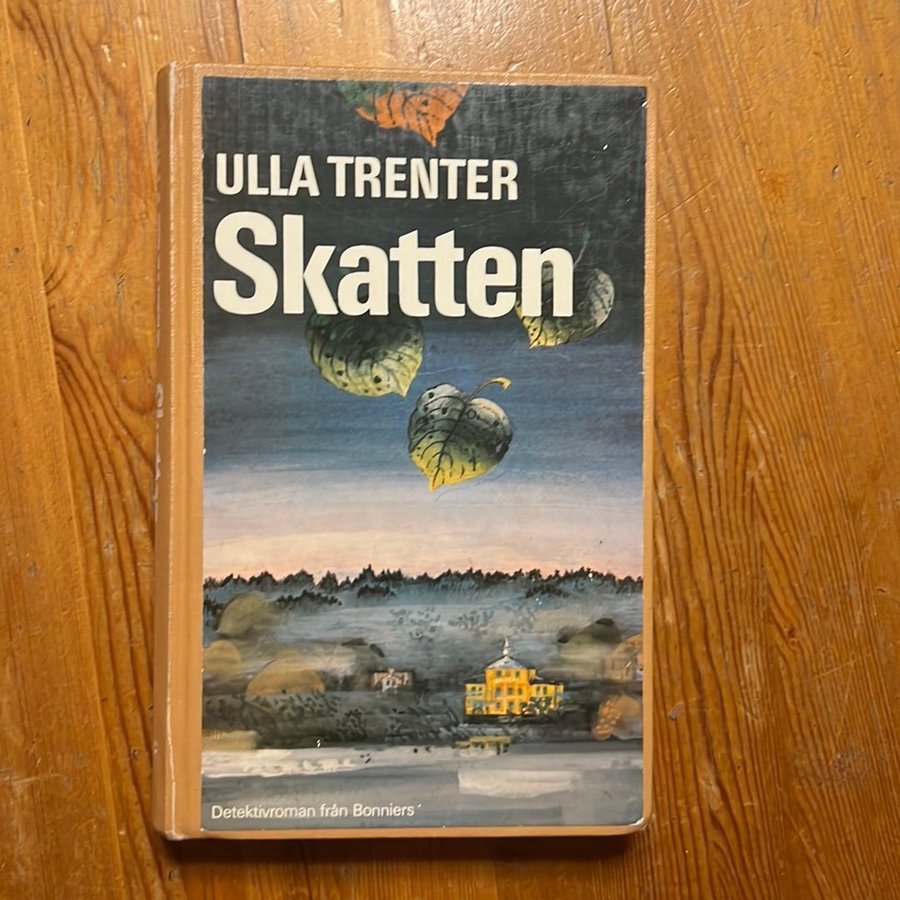 ULLA TRENTER
Skatten
Detektivroman från Bonniers